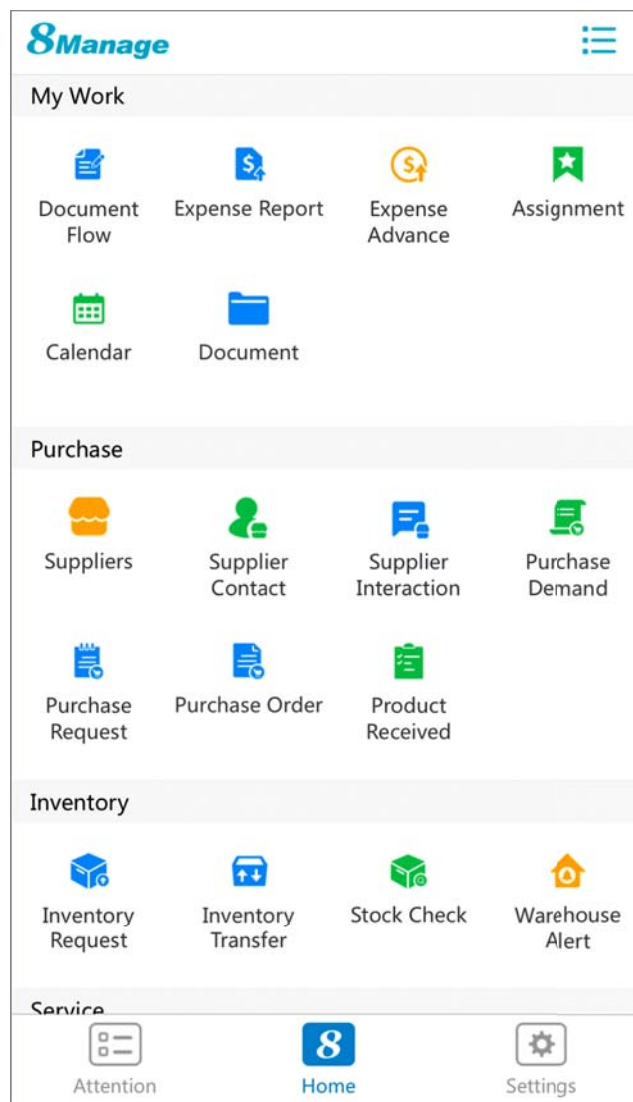 8Manage
My Work
Document Flow
Expense Report
Expense Advance
Assignment
Calendar
Document
Purchase
Suppliers
Supplier Contact
Supplier Interaction
Purchase Demand
Purchase Request
Purchase Order
Product Received
Inventory
Inventory Request
Inventory Transfer
Stock Check
Warehouse Alert
Service
8
Attention
Home
Settings